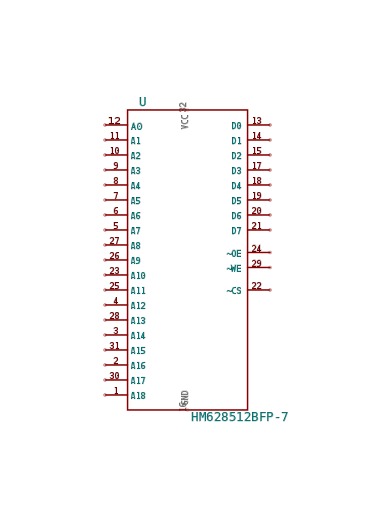 U
VCC 32
12 A0 D0 13
11 A1 D1 14
10 A2 D2 15
9 A3 D3 17
8 A4 D4 18
7 A5 D5 19
6 A6 D6 20
5 A7 D7 21
27 A8 ~OE 24
26 A9 ~WE 29
23 A10
25 A11 ~CS 22
4 A12
28 A13
3 A14
31 A15
2 A16
30 A17
1 A18
16 GND
HM628512BFP-7